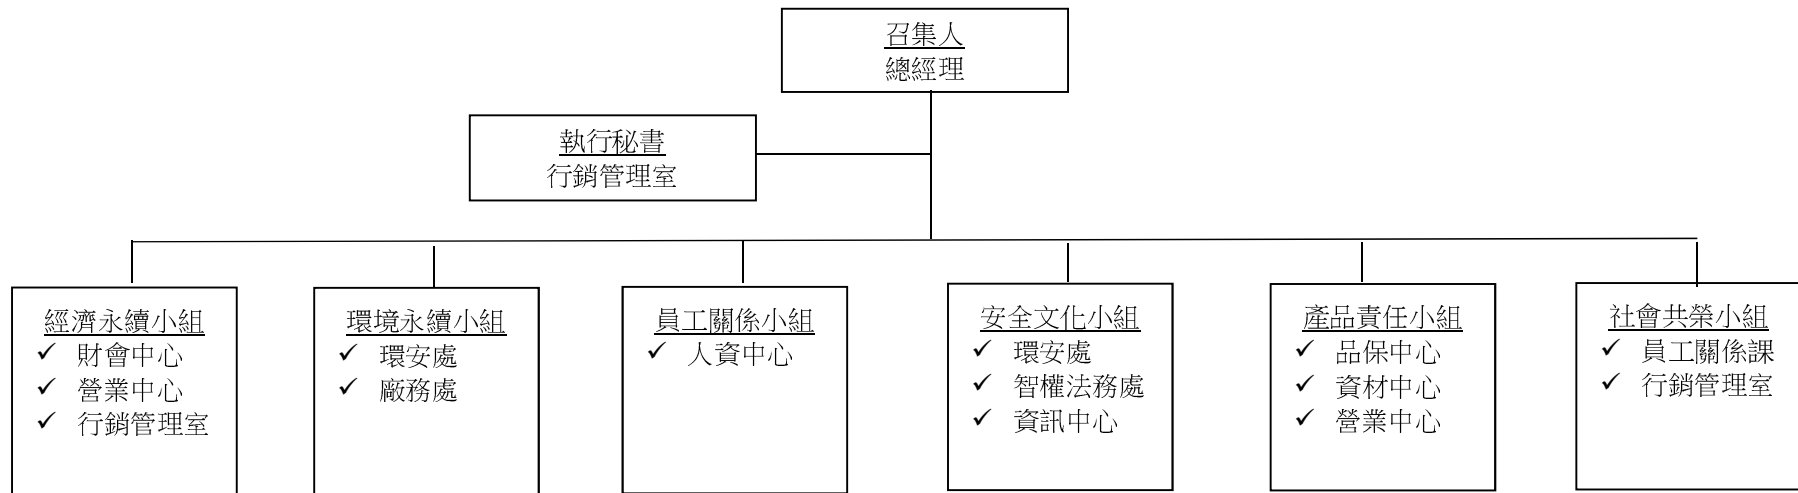 召集人
總經理
執行秘書
行銷管理室
經濟永續小組
✓ 財會中心
✓ 營業中心
✓ 行銷管理室
環境永續小組
✓ 環安處
✓ 廠務處
員工關係小組
✓ 人資中心
安全文化小組
✓ 環安處
✓ 智權法務處
✓ 資訊中心
產品責任小組
✓ 品保中心
✓ 資材中心
✓ 營業中心
社會共榮小組
✓ 員工關係課
✓ 行銷管理室